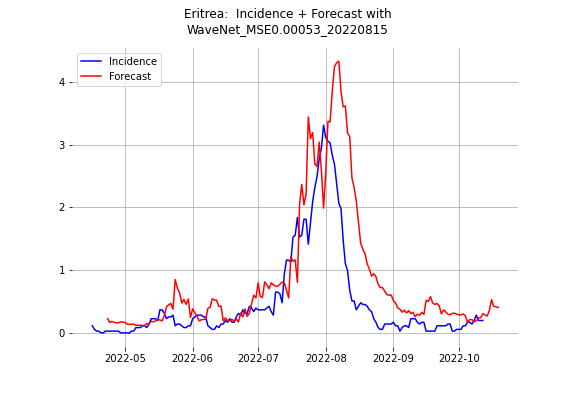 Eritrea:  Incidence + Forecast with
WaveNet_MSE0.00053_20220815
Incidence
Forecast
4
3
2
1
0
2022-05
2022-06
2022-07
2022-08
2022-09
2022-10